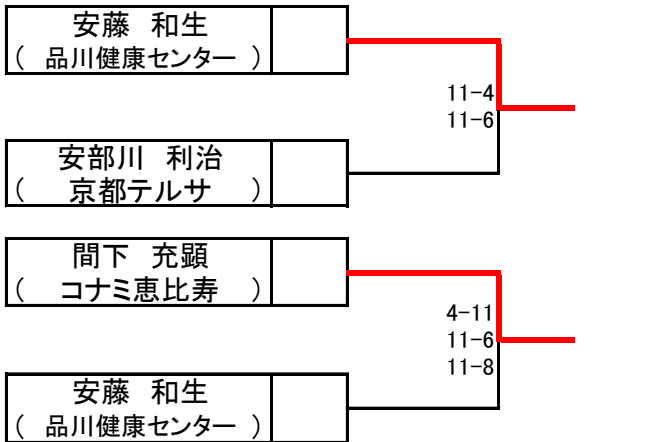 安藤 和生
( 品川健康センター )
11-4
11-6
安部川 利治
( 京都テルサ )
間下 充顕
( コナミ恵比寿 )
4-11
11-6
11-8
安藤 和生
( 品川健康センター )